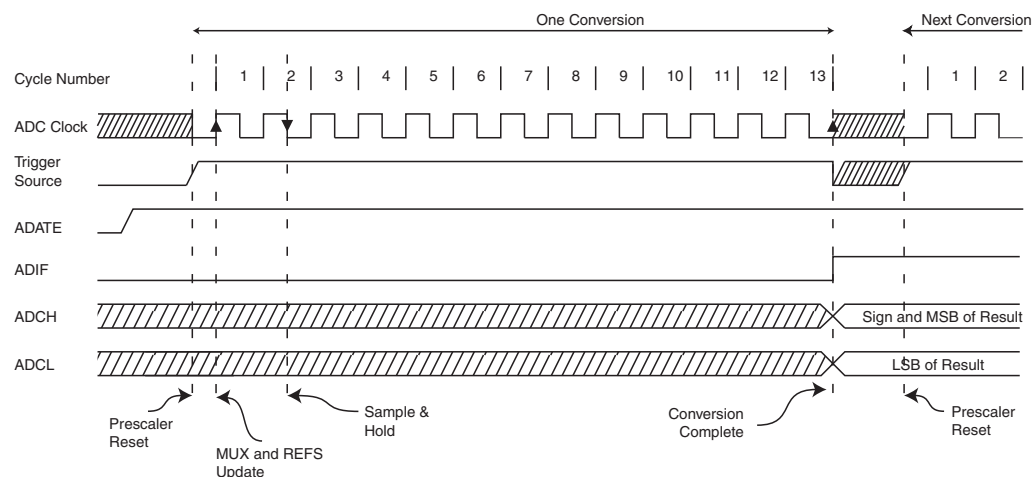 One Conversion
Next Conversion
Cycle Number
1 2 3 4 5 6 7 8 9 10 11 12 13 1 2
ADC Clock
Trigger
Source
ADATE
ADIF
ADCH
Sign and MSB of Result
ADCL
LSB of Result
Prescaler
Reset
MUX and REFS
Update
Sample &
Hold
Conversion
Complete
Prescaler
Reset